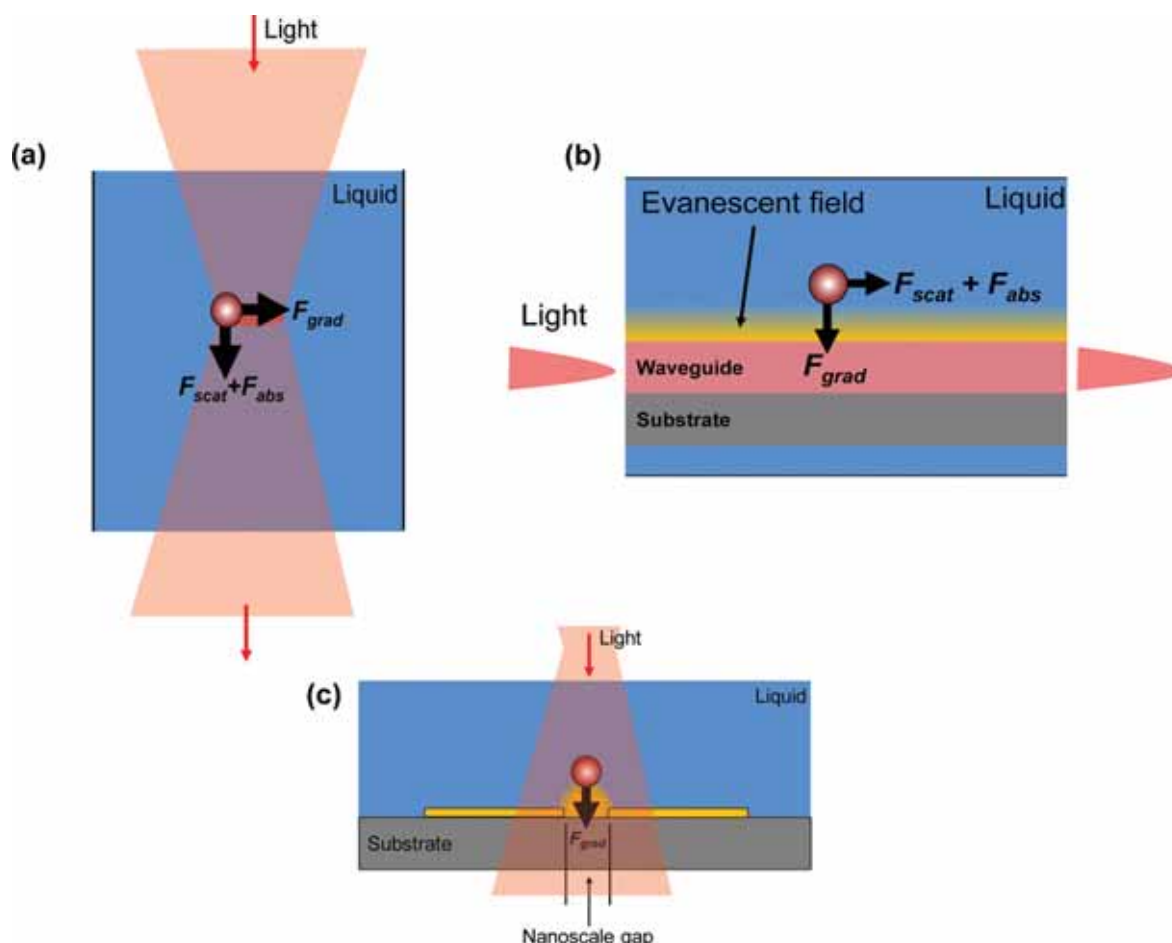 Light
(a)
Liquid
F_grad
F_scat+F_abs
(b)
Evanescent field
Liquid
F_scat + F_abs
Light
Waveguide
F_grad
Substrate
Light
(c)
Liquid
F_grad
Substrate
Nanoscale gap